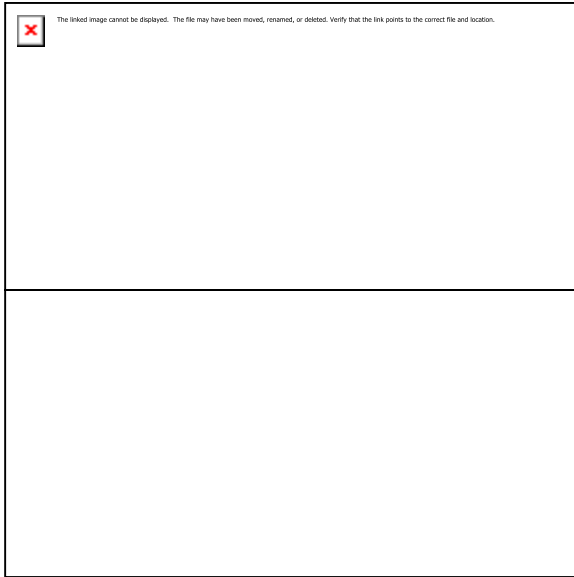 The linked image cannot be displayed.  The file may have been moved, renamed, or deleted. Verify that the link points to the correct file and location.